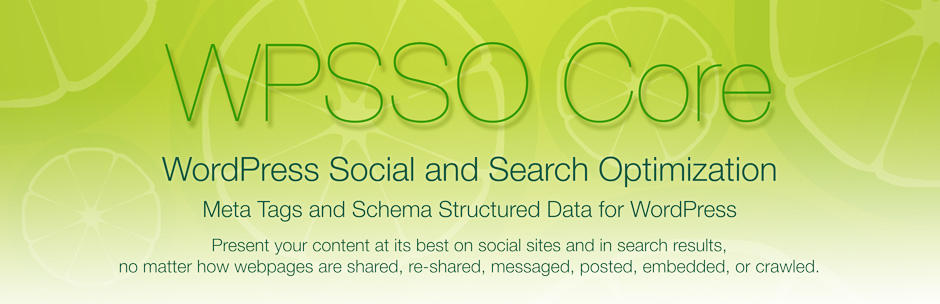 WPSSO Core
WordPress Social and Search Optimization
Meta Tags and Schema Structured Data for WordPress
Present your content at its best on social sites and in search results,
no matter how webpages are shared, re-shared, messaged, posted, embedded, or crawled.